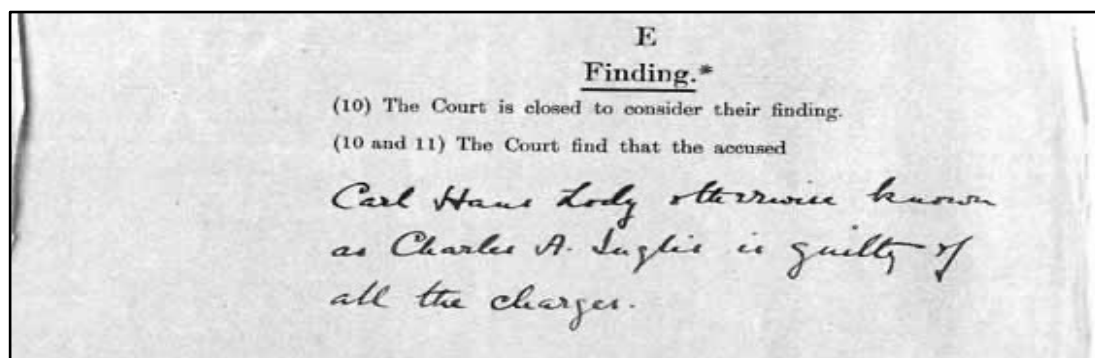 E
Finding.*
(10) The Court is closed to consider their finding.
(10 and 11) The Court find that the accused
Carl Hans Lody otherwise known
as Charles A. Inglis is guilty of
all the charges.